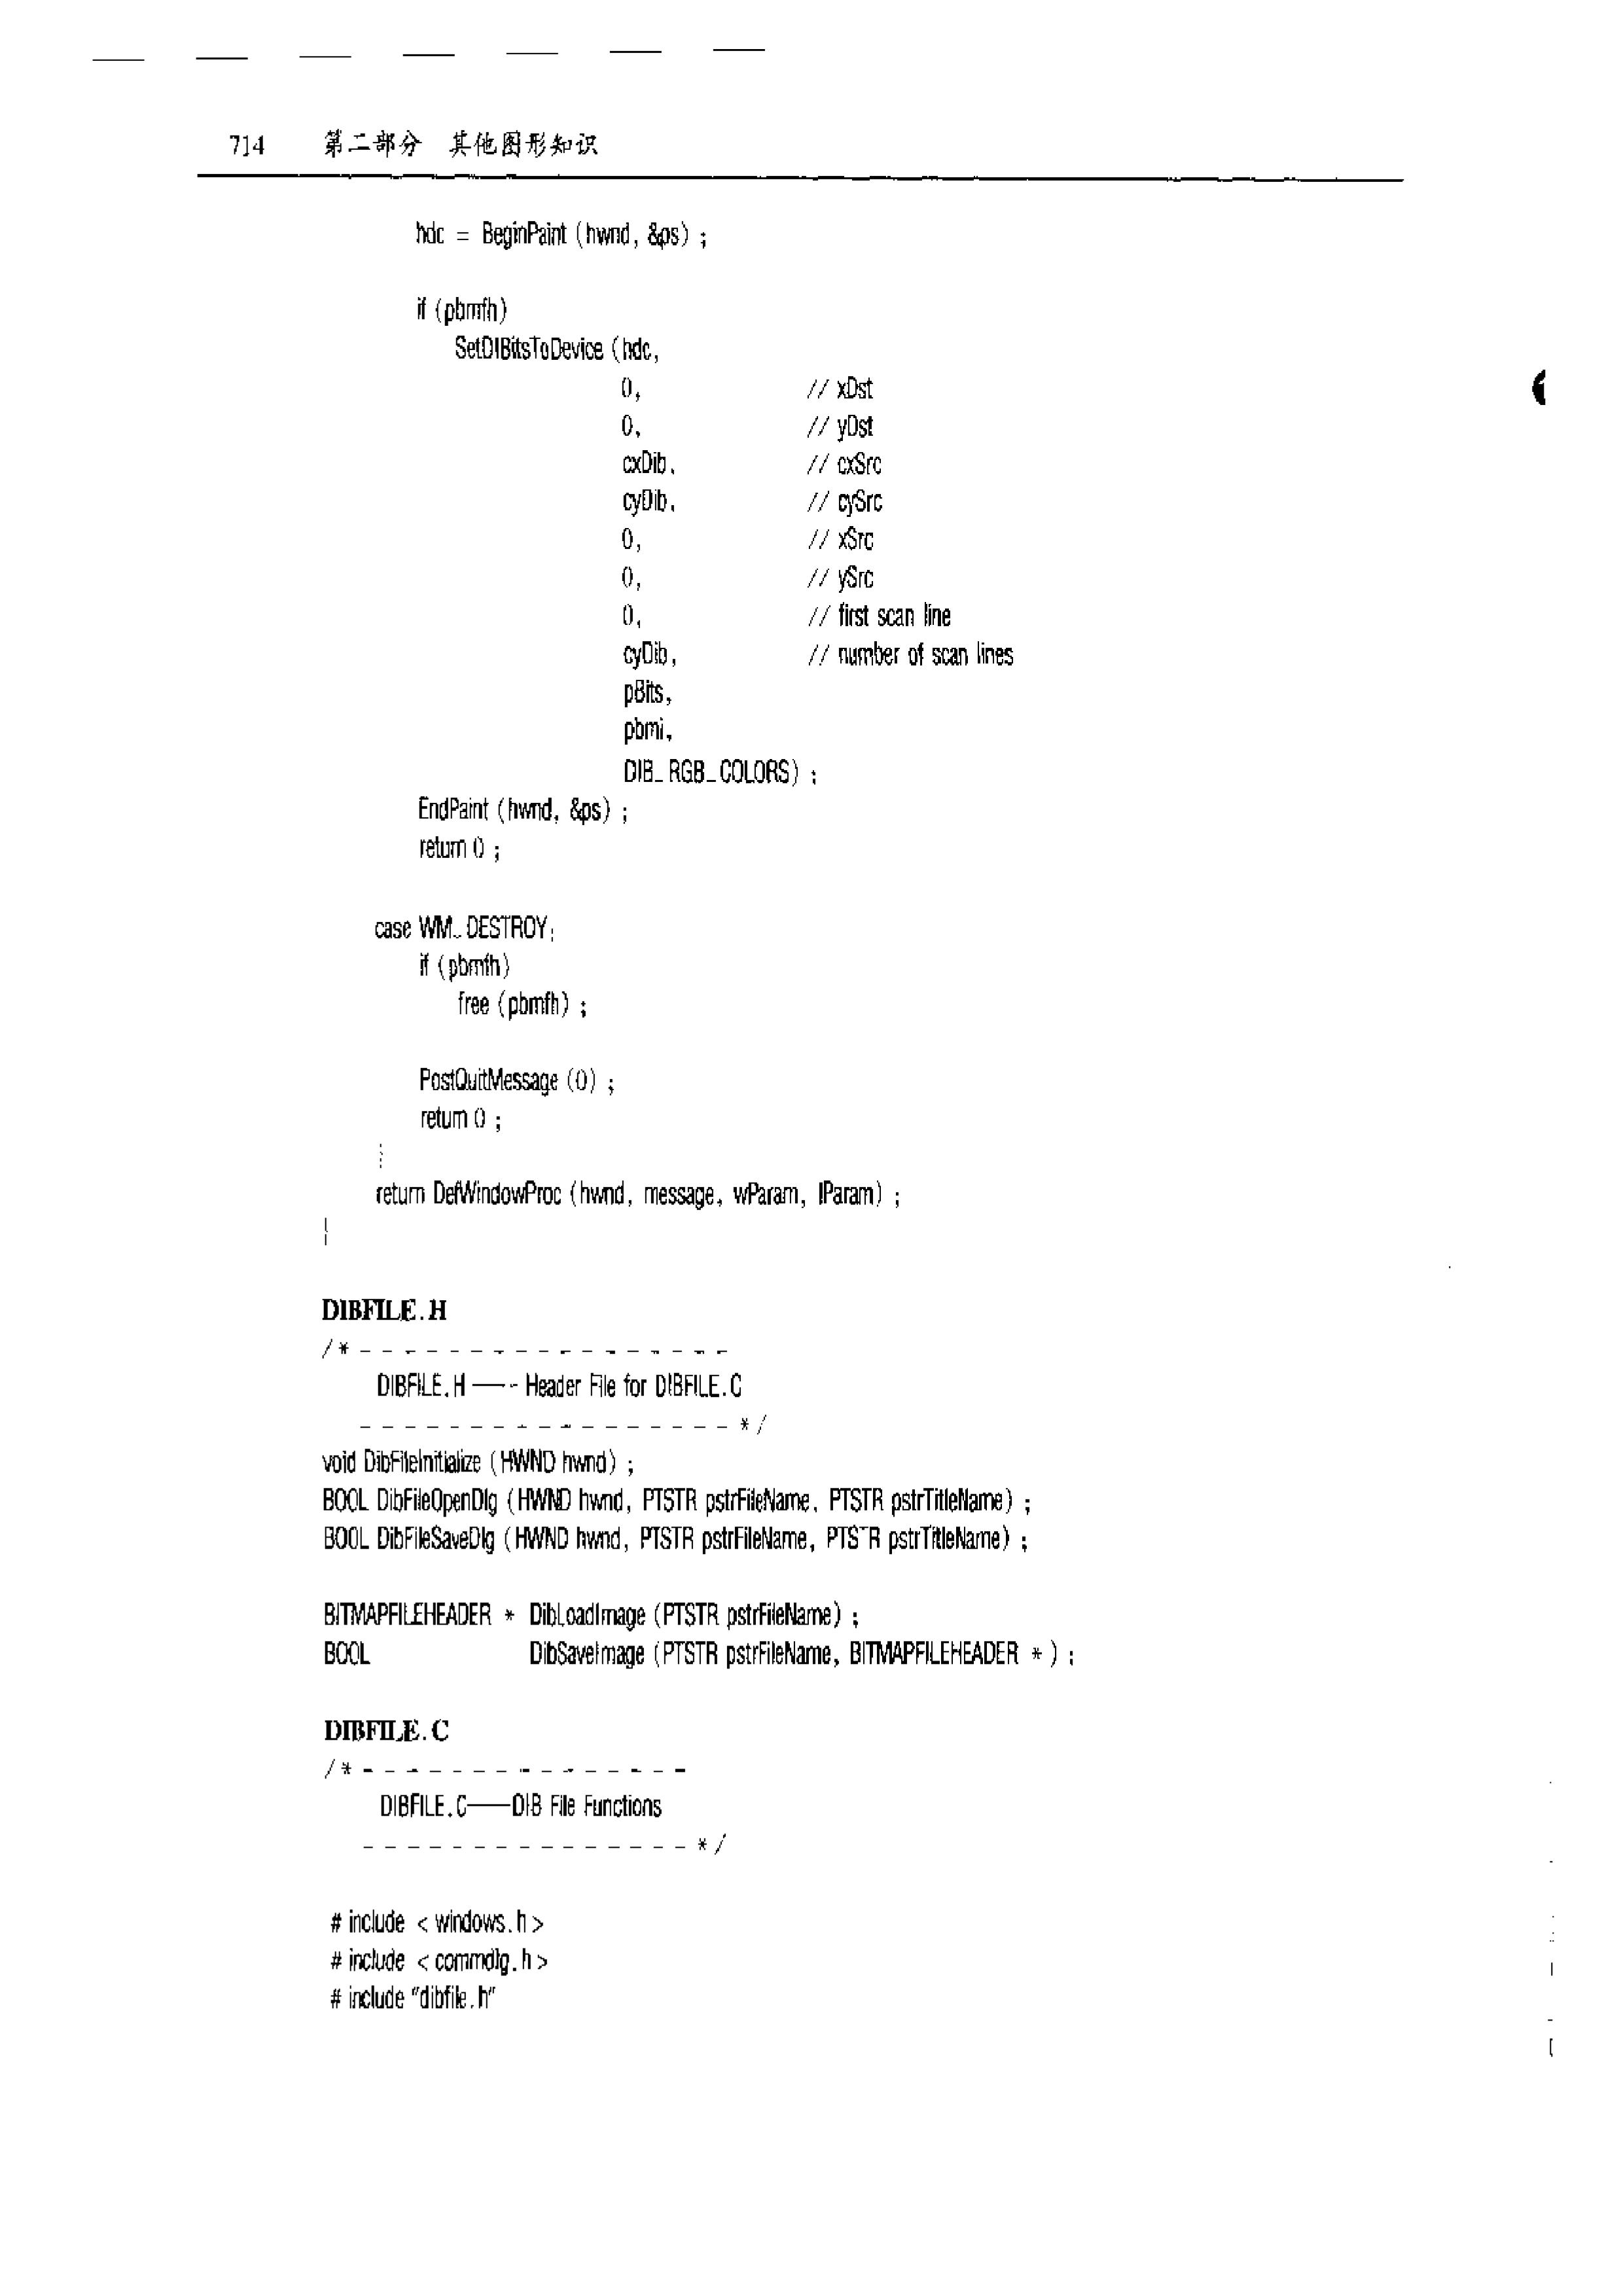 714 第二部分 其他图形知识
hdc = BeginPaint (hwnd, &ps) ;
if (pbmfh)
SetDIBitsToDevice (hdc,
0, // xDst
0, // yDst
cxDib, // cxSrc
cyDib, // cySrc
0, // xSrc
0, // ySrc
0, // first scan line
cyDib, // number of scan lines
pBits,
pbmi,
DIB_RGB_COLORS) ;
EndPaint (hwnd, &ps) ;
return 0 ;
case WM_DESTROY:
if (pbmfh)
free (pbmfh) ;
PostQuitMessage (0) ;
return 0 ;
}
return DefWindowProc (hwnd, message, wParam, lParam) ;
}
DIBFILE.H
/* - - - - - - - - - - - - - - - - -
DIBFILE.H —-- Header File for DIBFILE.C
- - - - - - - - - - - - - - - - - */
void DibFileInitialize (HWND hwnd) ;
BOOL DibFileOpenDlg (HWND hwnd, PTSTR pstrFileName, PTSTR pstrTitleName) ;
BOOL DibFileSaveDlg (HWND hwnd, PTSTR pstrFileName, PTSTR pstrTitleName) ;
BITMAPFILEHEADER * DibLoadImage (PTSTR pstrFileName) ;
BOOL DibSaveImage (PTSTR pstrFileName, BITMAPFILEHEADER *) ;
DIBFILE.C
/* - - - - - - - - - - - - - - -
DIBFILE.C——DIB File Functions
- - - - - - - - - - - - - - - */
# include < windows.h >
# include < commdlg.h >
# include "dibfile.h"